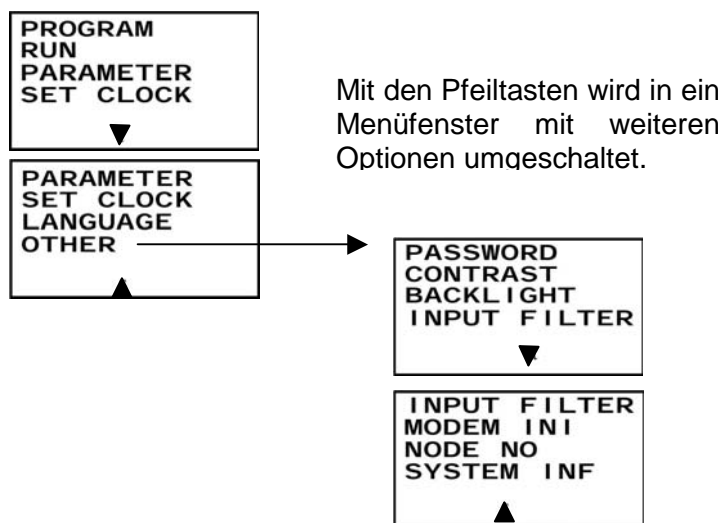 PROGRAM
RUN
PARAMETER
SET CLOCK
Mit den Pfeiltasten wird in ein
Menüfenster mit weiteren
Optionen umgeschaltet.
PARAMETER
SET CLOCK
LANGUAGE
OTHER
PASSWORD
CONTRAST
BACKLIGHT
INPUT FILTER
INPUT FILTER
MODEM INI
NODE NO
SYSTEM INF